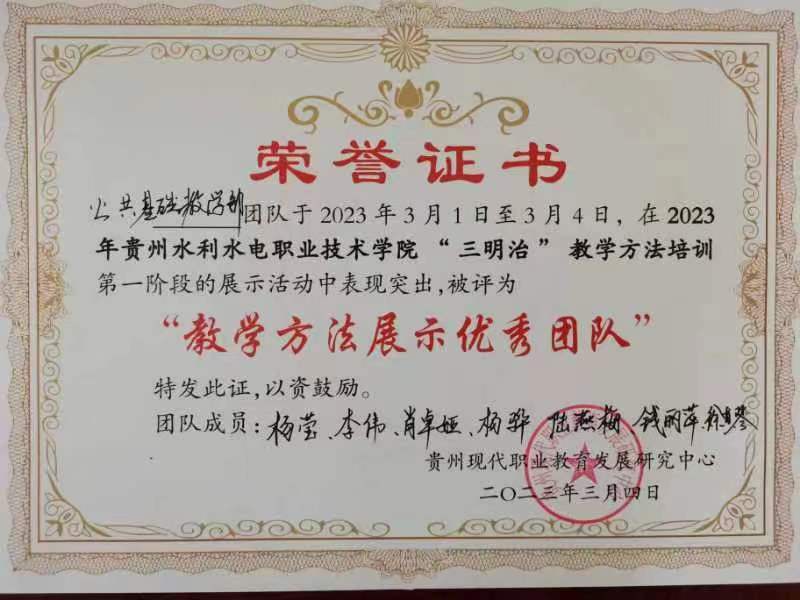 荣誉证书
公共基础教学部团队于2023年3月1日至3月4日，在2023
年贵州水利水电职业技术学院“三明治”教学方法培训
第一阶段的展示活动中表现突出，被评为
“教学方法展示优秀团队”
特发此证，以资鼓励。
团队成员：杨莹、李伟、肖卓娅、杨骅 陆燕梅、钱丽萍
贵州现代职业教育发展研究中心
二〇二三年三月四日